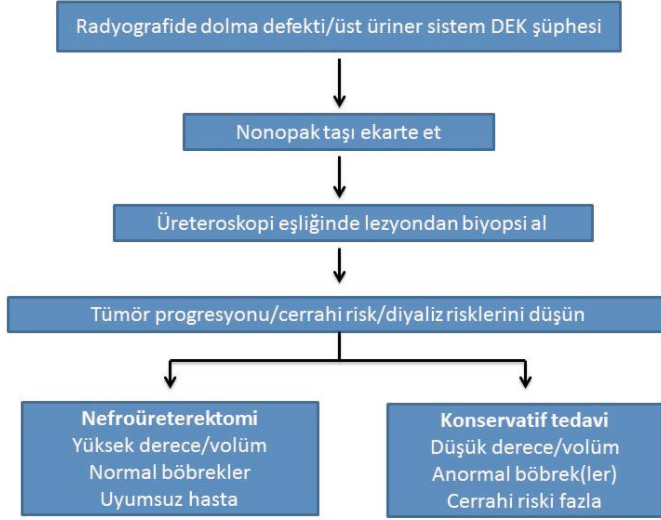 Radyografide dolma defekti/üst üriner sistem DEK şüphesi
Nonopak taşı ekarte et
Üreteroskopi eşliğinde lezyondan biyopsi al
Tümör progresyonu/cerrahi risk/diyaliz risklerini düşün
Nefroüreterektomi
Yüksek derece/volüm
Normal böbrekler
Uyumsuz hasta
Konservatif tedavi
Düşük derece/volüm
Anormal böbrek(ler)
Cerrahi riski fazla